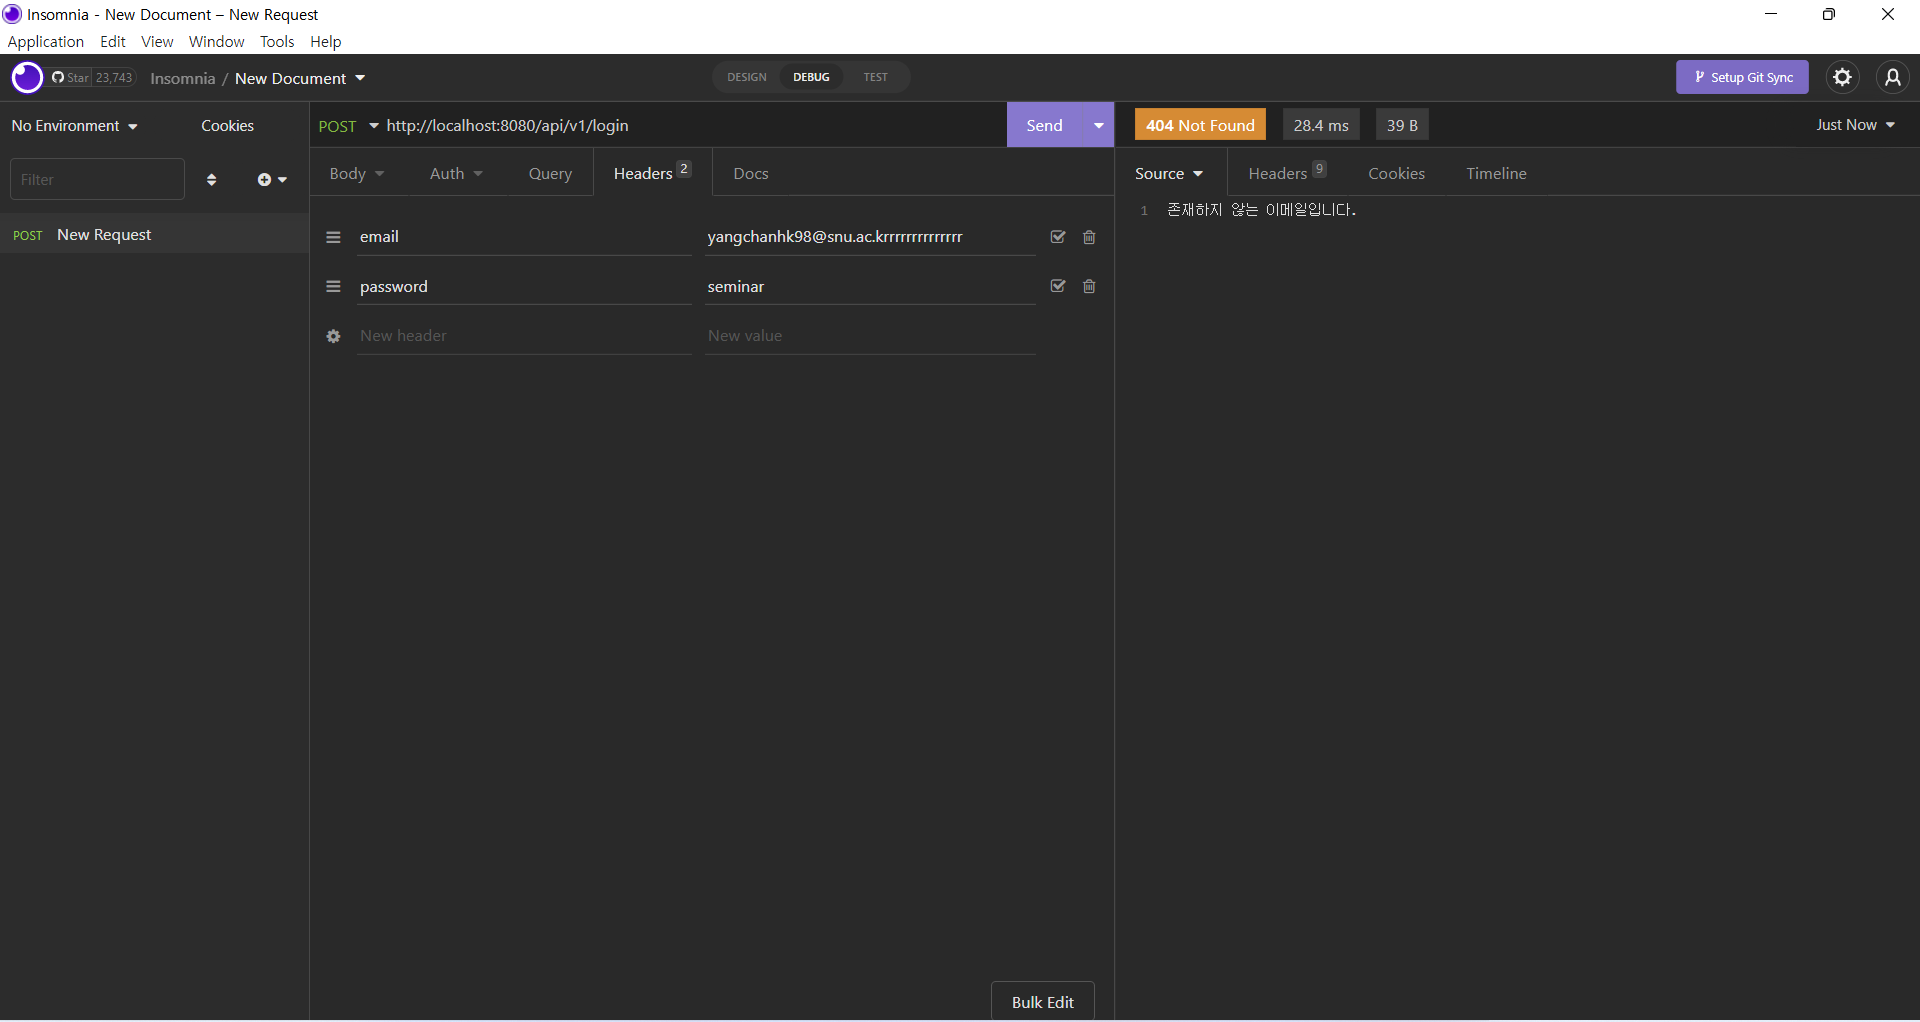 Insomnia - New Document – New Request
Application Edit View Window Tools Help
Star 23,743 Insomnia / New Document DESIGN DEBUG TEST Setup Git Sync
No Environment Cookies
POST http://localhost:8080/api/v1/login Send
404 Not Found 28.4 ms 39 B Just Now
Filter
Body Auth Query Headers 2 Docs
Source Headers 9 Cookies Timeline
POST New Request
email yangchanhk98@snu.ac.krrrrrrrrrrrrrr
password seminar
New header New value
1 존재하지 않는 이메일입니다.
Bulk Edit